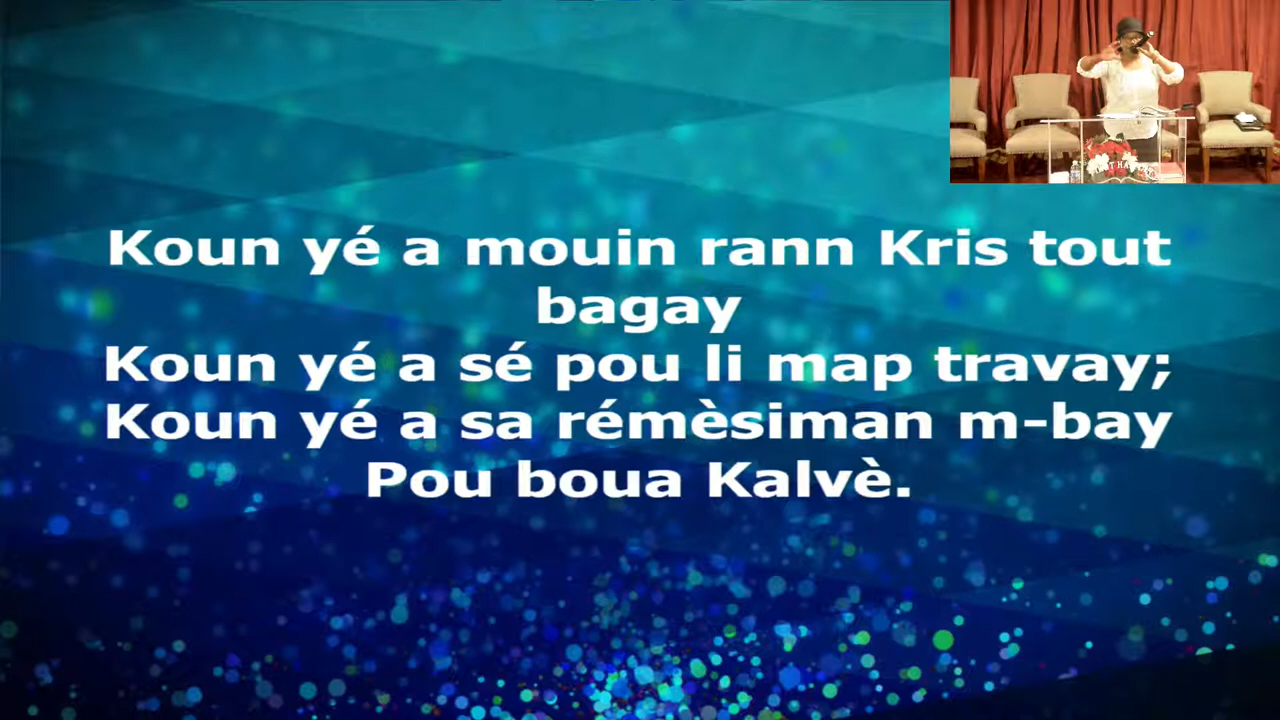 Koun yé a mouin rann Kris tout
bagay
Koun yé a sé pou li map travay;
Koun yé a sa rémèsiman m-bay
Pou boua Kalvè.